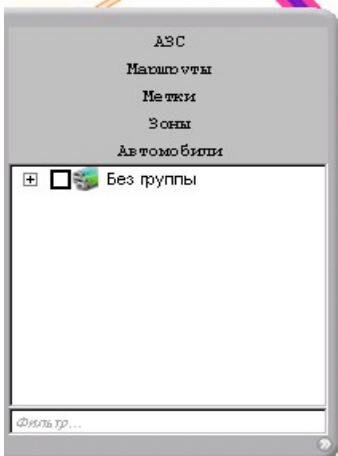 АЗС
Маршруты
Метки
Зоны
Автомобили
Без группы
Фильтр...